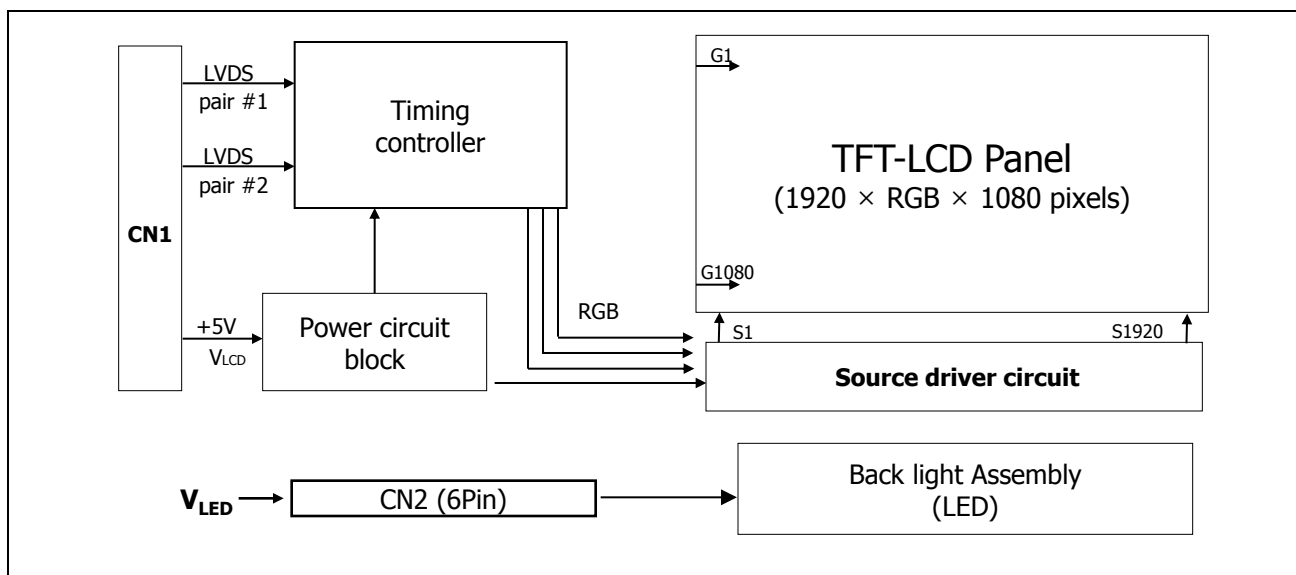 CN1
LVDS
pair #1
LVDS
pair #2
+5V
VLCD
Timing
controller
Power circuit
block
RGB
G1
TFT-LCD Panel
(1920 × RGB × 1080 pixels)
G1080
S1
S1920
Source driver circuit
VLED
CN2 (6Pin)
Back light Assembly
(LED)